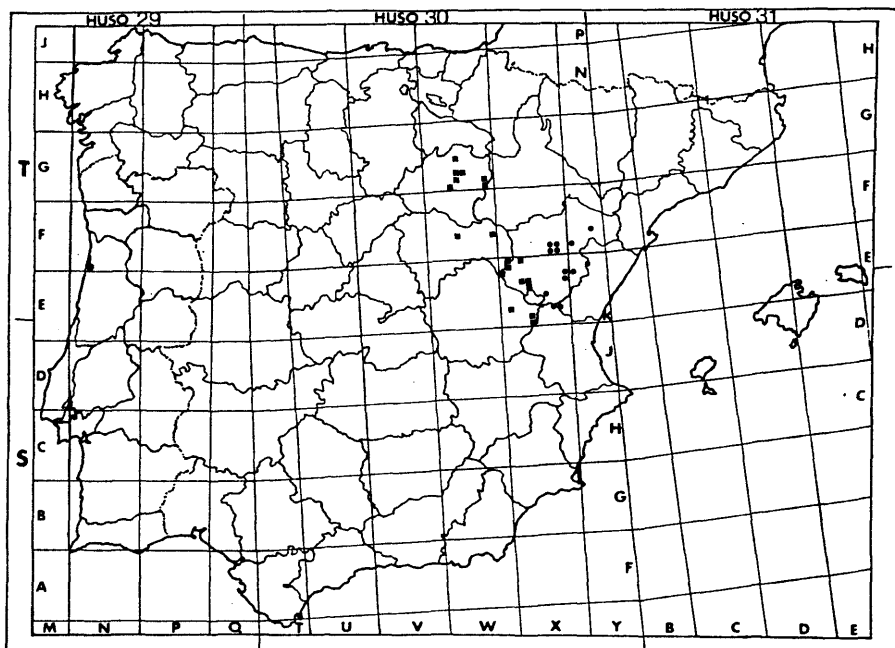 HUSO 29 HUSO 30 HUSO 31
J P H
N
H G
T
G F
F E
E K D
J
D C
H
S C
G
B
F
A
M N P Q T U V W X Y B C D E